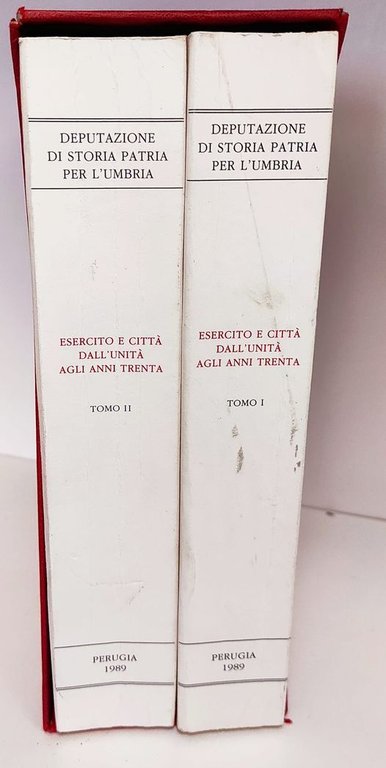 DEPUTAZIONE
DI STORIA PATRIA
PER L'UMBRIA
ESERCITO E CITTÀ
DALL'UNITÀ
AGLI ANNI TRENTA
TOMO II
PERUGIA
1989
DEPUTAZIONE
DI STORIA PATRIA
PER L'UMBRIA
ESERCITO E CITTÀ
DALL'UNITÀ
AGLI ANNI TRENTA
TOMO I
PERUGIA
1989